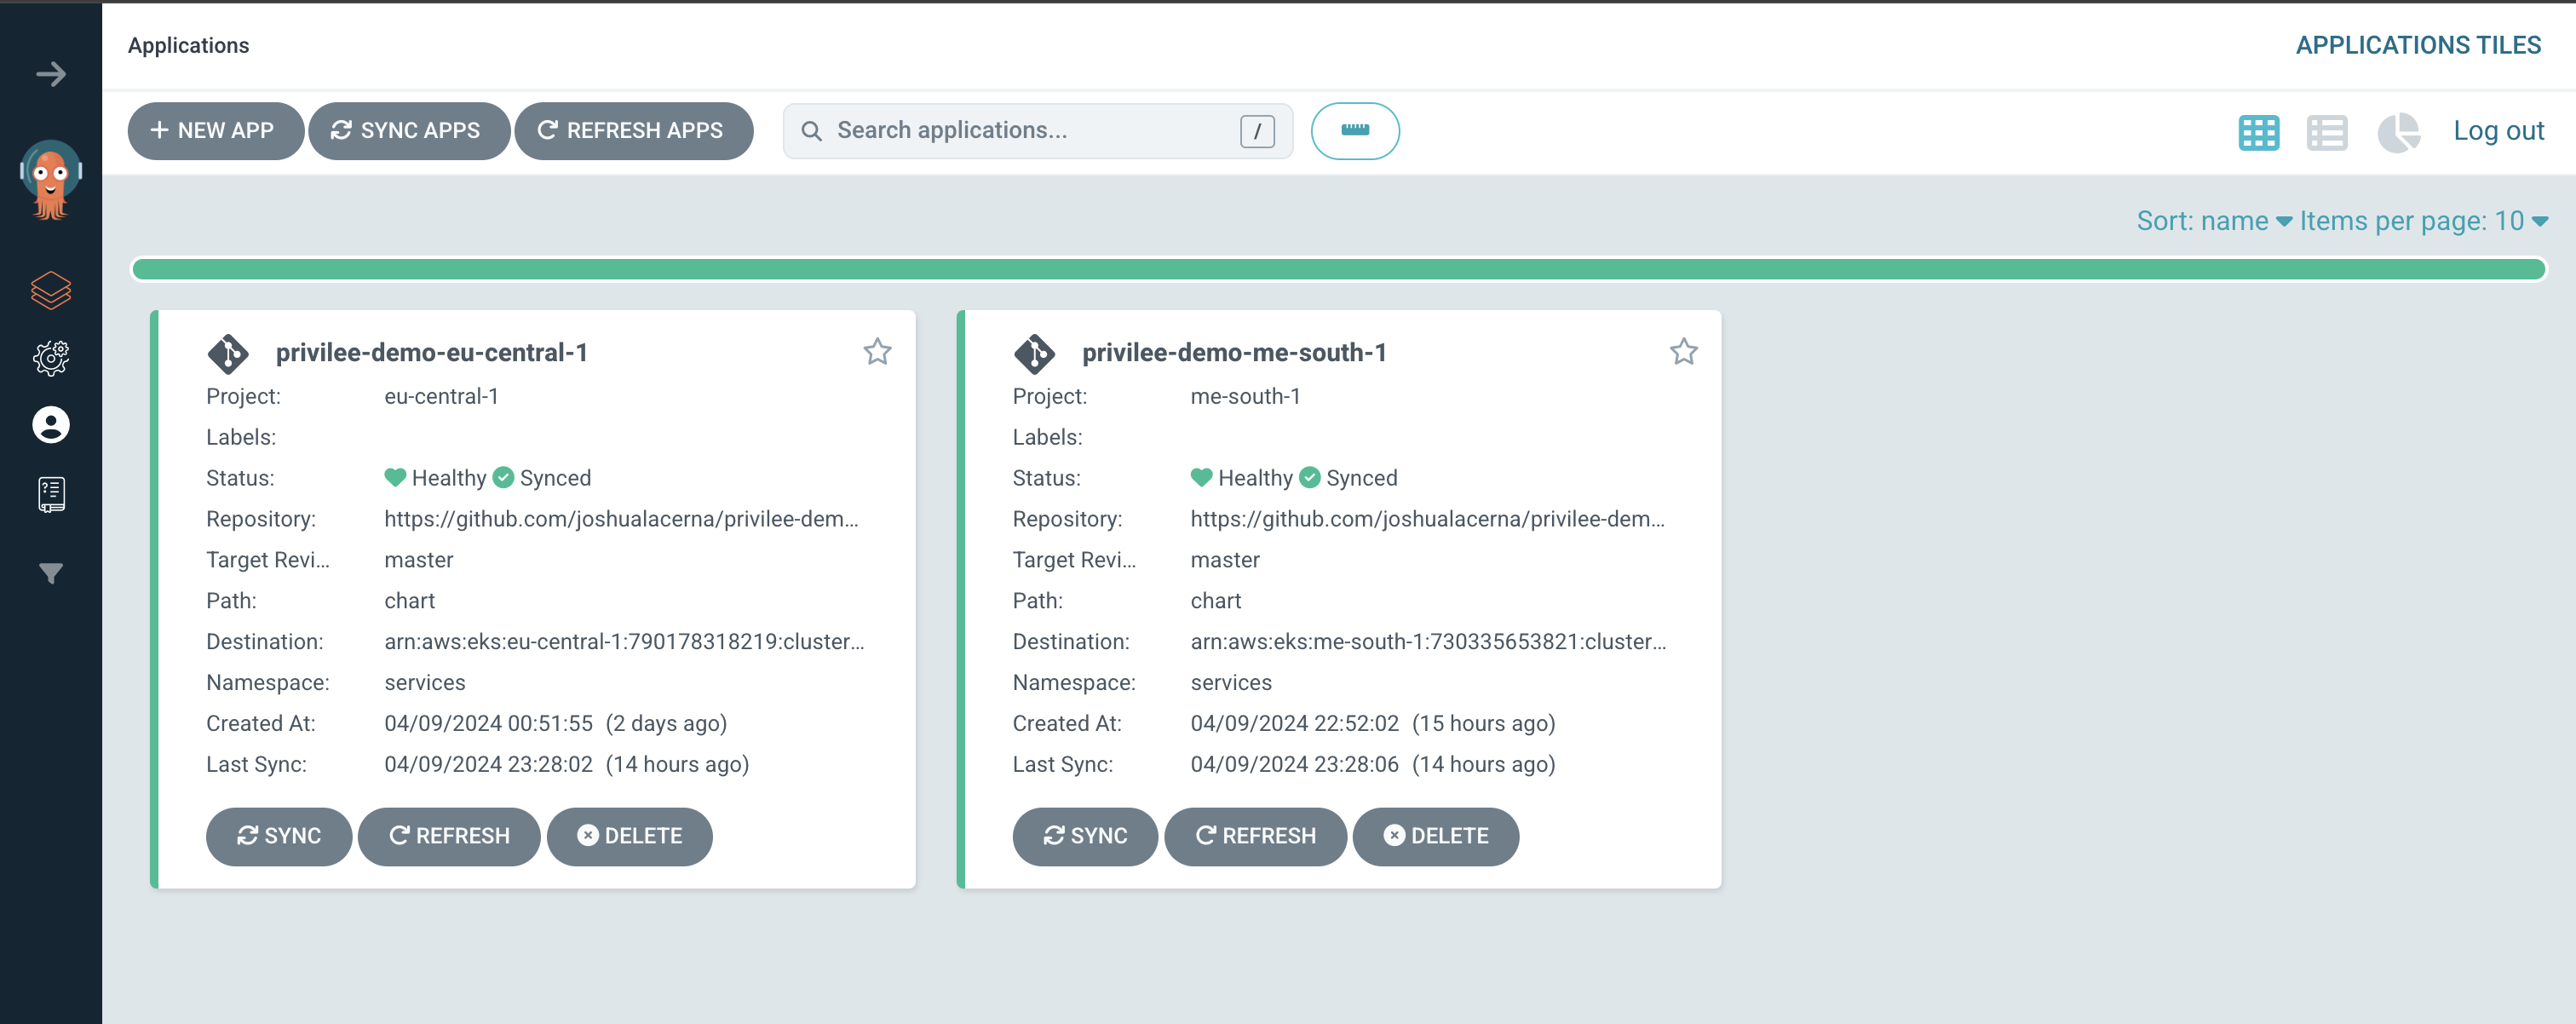 Applications
APPLICATIONS TILES
NEW APP
SYNC APPS
REFRESH APPS
Search applications...
/
Log out
Sort: name
Items per page: 10
privilee-demo-eu-central-1
Project: eu-central-1
Labels:
Status: Healthy Synced
Repository: https://github.com/joshualacerna/privilee-dem...
Target Revi... master
Path: chart
Destination: arn:aws:eks:eu-central-1:790178318219:cluster...
Namespace: services
Created At: 04/09/2024 00:51:55 (2 days ago)
Last Sync: 04/09/2024 23:28:02 (14 hours ago)
SYNC
REFRESH
DELETE
privilee-demo-me-south-1
Project: me-south-1
Labels:
Status: Healthy Synced
Repository: https://github.com/joshualacerna/privilee-dem...
Target Revi... master
Path: chart
Destination: arn:aws:eks:me-south-1:730335653821:cluster...
Namespace: services
Created At: 04/09/2024 22:52:02 (15 hours ago)
Last Sync: 04/09/2024 23:28:06 (14 hours ago)
SYNC
REFRESH
DELETE